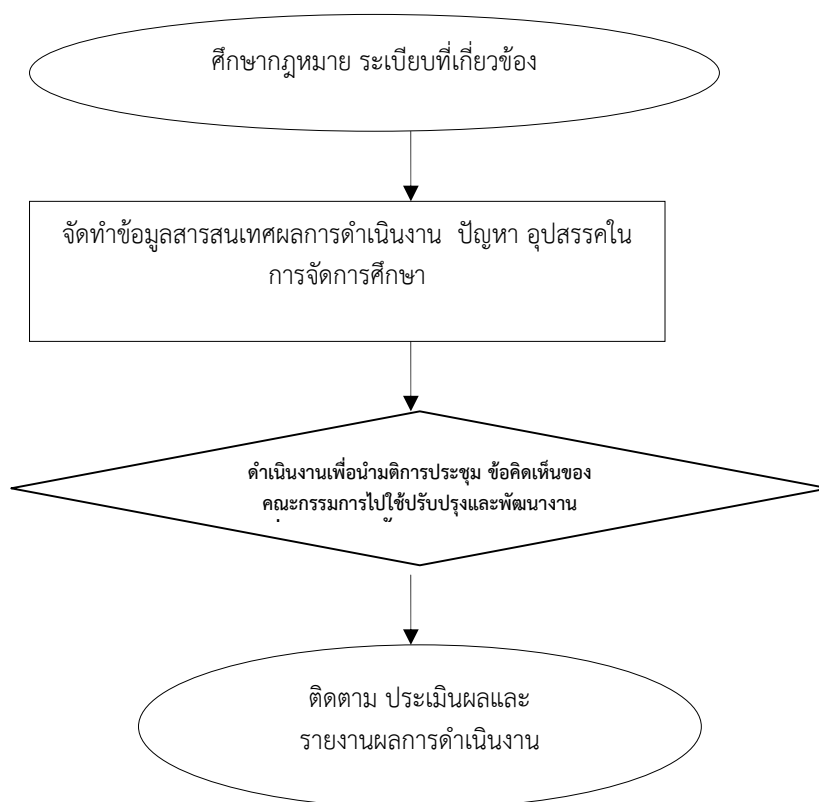 ศึกษากฎหมาย ระเบียบที่เกี่ยวข้อง
จัดทำข้อมูลสารสนเทศผลการดำเนินงาน ปัญหา อุปสรรคใน
การจัดการศึกษา
ดำเนินงานเพื่อนำมติการประชุม ข้อคิดเห็นของ
คณะกรรมการไปใช้ปรับปรุงและพัฒนางาน
ติดตาม ประเมินผลและ
รายงานผลการดำเนินงาน